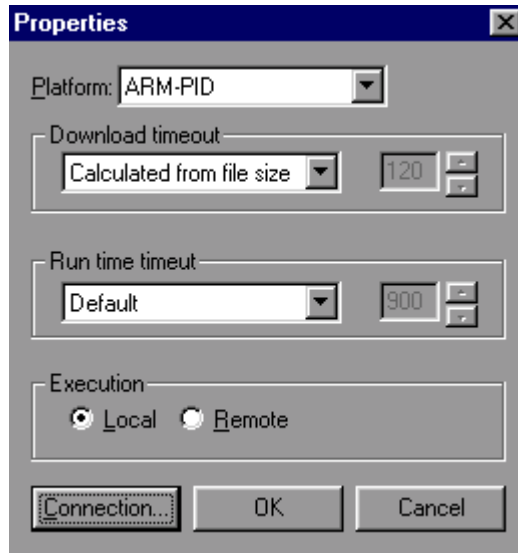 Properties
Platform: ARM-PID
Download timeout
Calculated from file size 120
Run time timeut
Default 900
Execution
Local Remote
Connection... OK Cancel